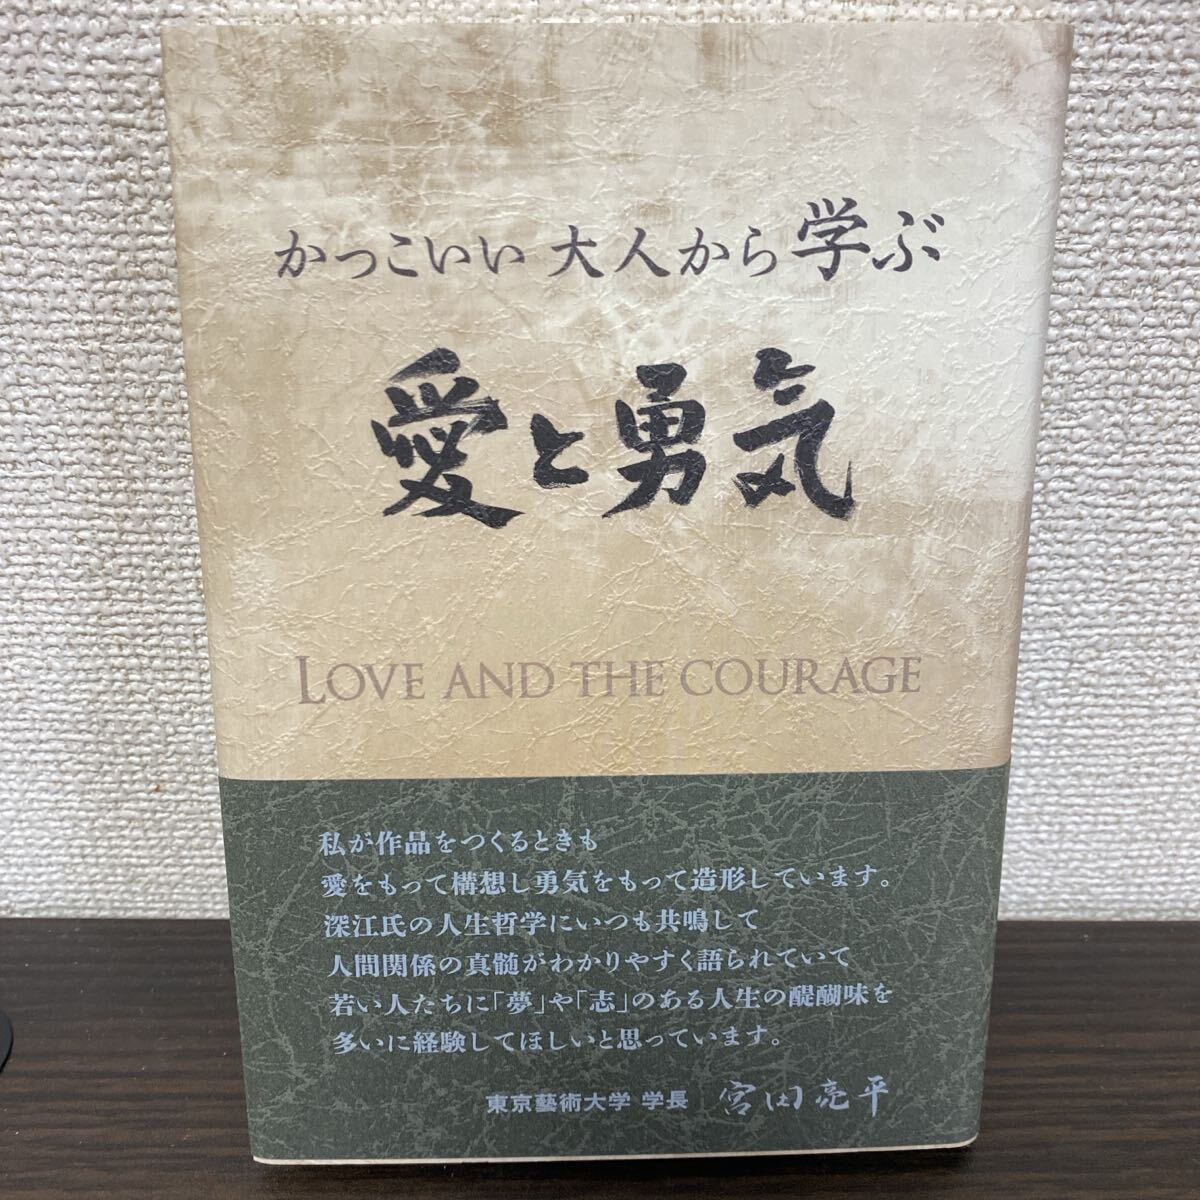 かっこいい 大人から学ぶ
愛と勇気
LOVE AND THE COURAGE
私が作品をつくるときも
愛をもって構想し勇気をもって造形しています。
深江氏の人生哲学にいつも共鳴して
人間関係の真髄がわかりやすく語られていて
若い人たちに「夢」や「志」のある人生の醍醐味を
多いに経験してほしいと思っています。
東京藝術大学 学長 宮田亮平